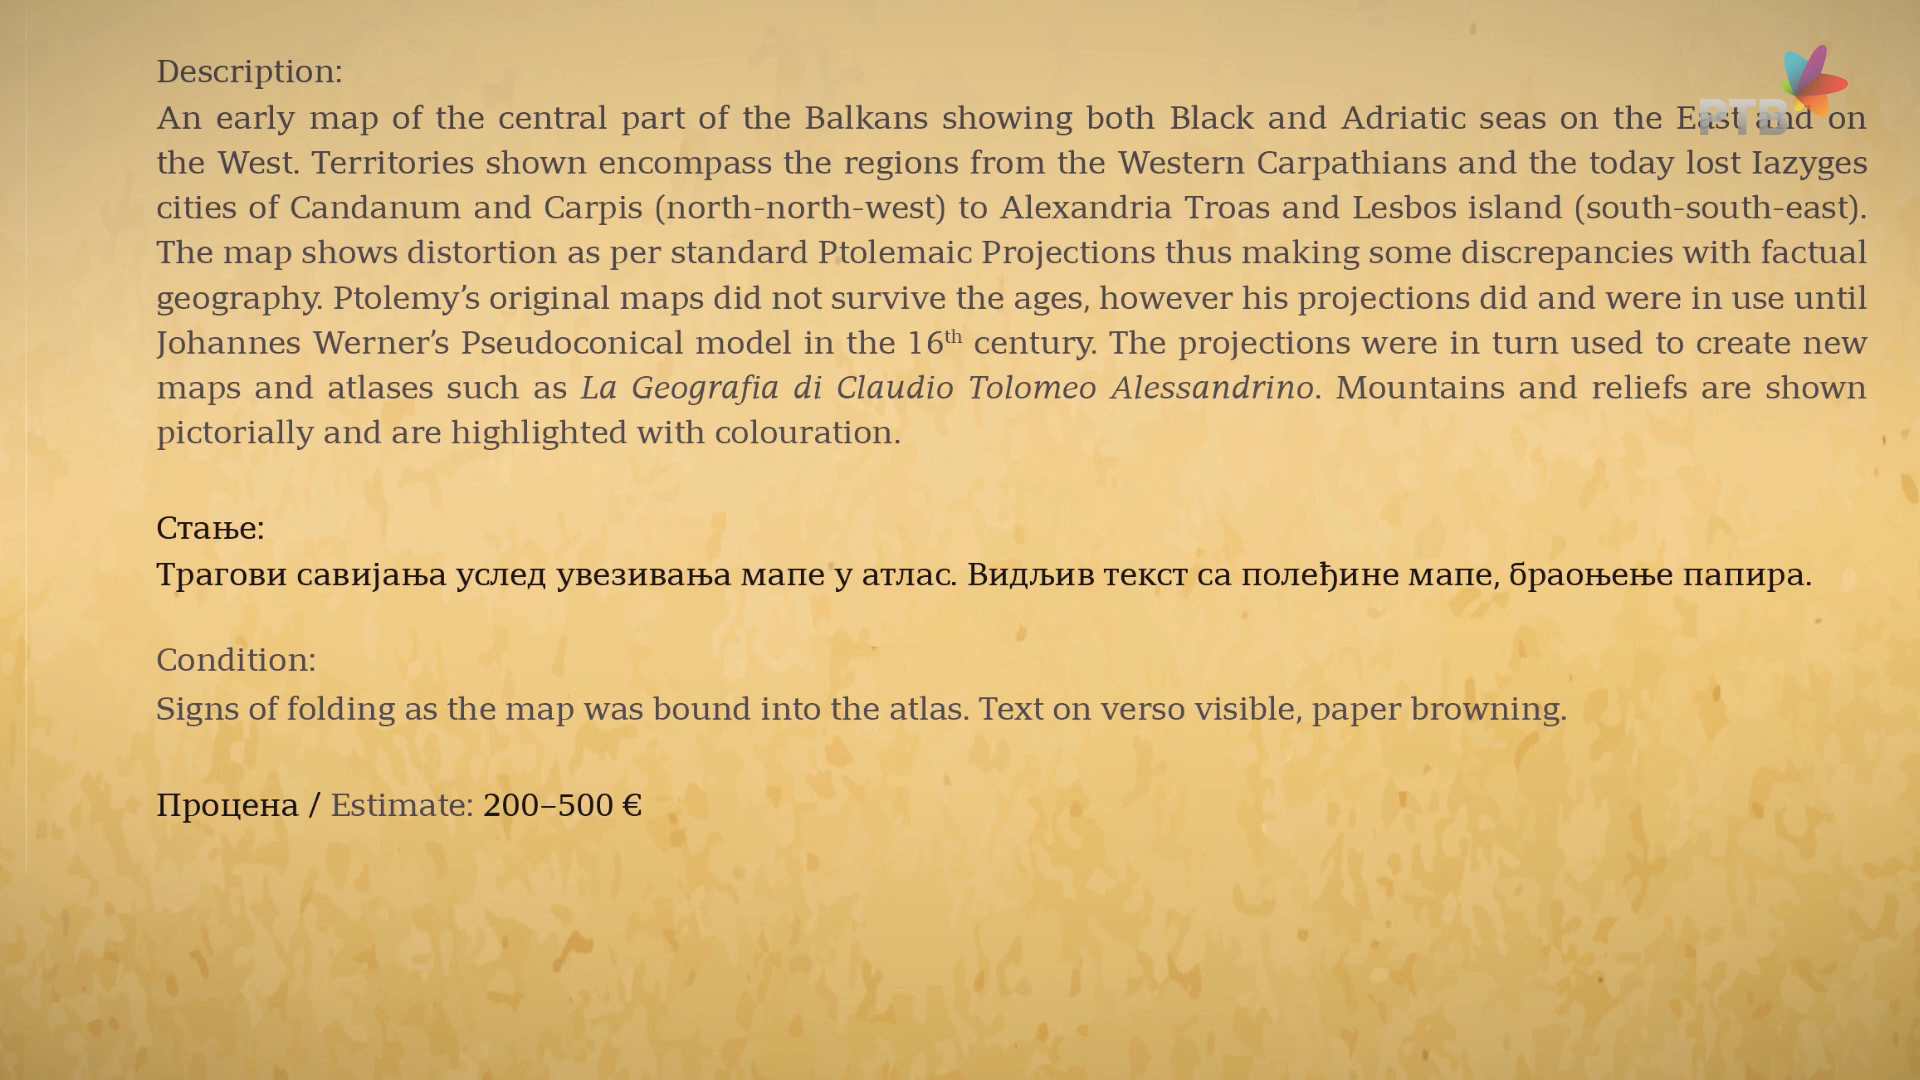 Description:
An early map of the central part of the Balkans showing both Black and Adriatic seas on the East and on
the West. Territories shown encompass the regions from the Western Carpathians and the today lost Iazyges
cities of Candanum and Carpis (north-north-west) to Alexandria Troas and Lesbos island (south-south-east).
The map shows distortion as per standard Ptolemaic Projections thus making some discrepancies with factual
geography. Ptolemy’s original maps did not survive the ages, however his projections did and were in use until
Johannes Werner’s Pseudoconical model in the 16th century. The projections were in turn used to create new
maps and atlases such as La Geografia di Claudio Tolomeo Alessandrino. Mountains and reliefs are shown
pictorially and are highlighted with colouration.
Стање:
Трагови савијања услед увезивања мапе у атлас. Видљив текст са полеђине мапе, браоњење папира.
Condition:
Signs of folding as the map was bound into the atlas. Text on verso visible, paper browning.
Процена / Estimate: 200–500 €
РТВ